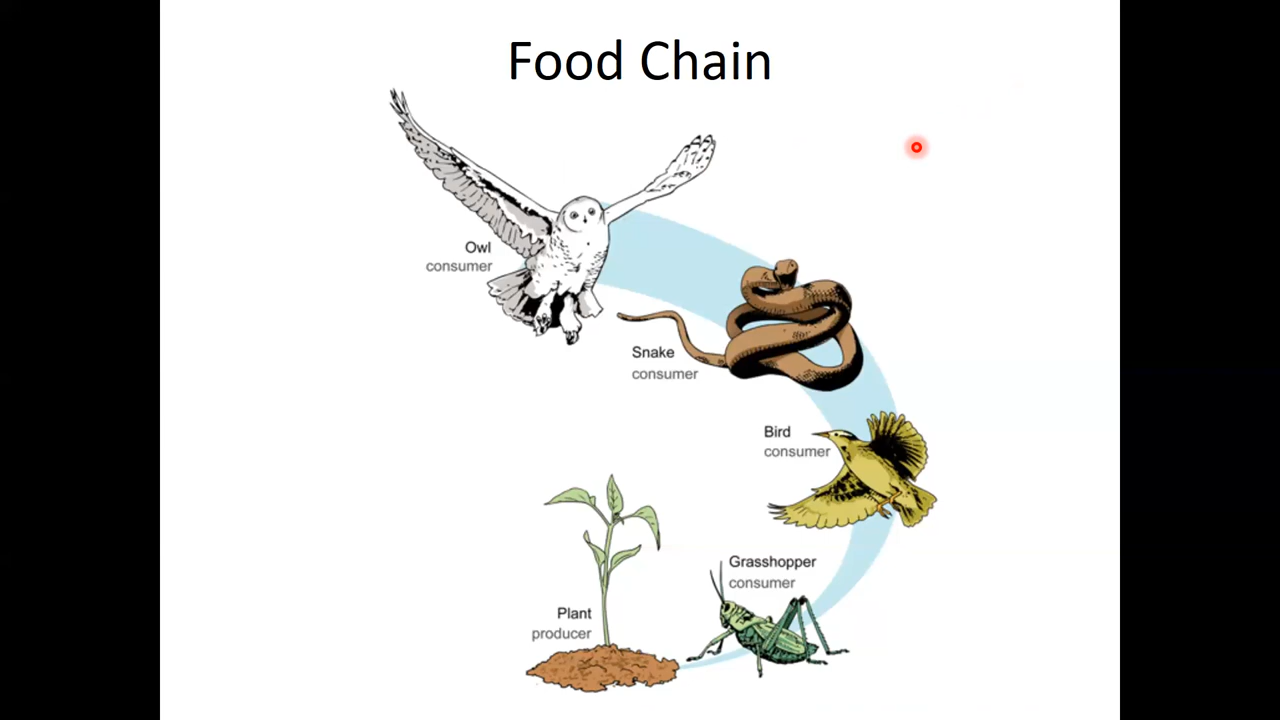 Food Chain
Owl
consumer
Snake
consumer
Bird
consumer
Grasshopper
consumer
Plant
producer